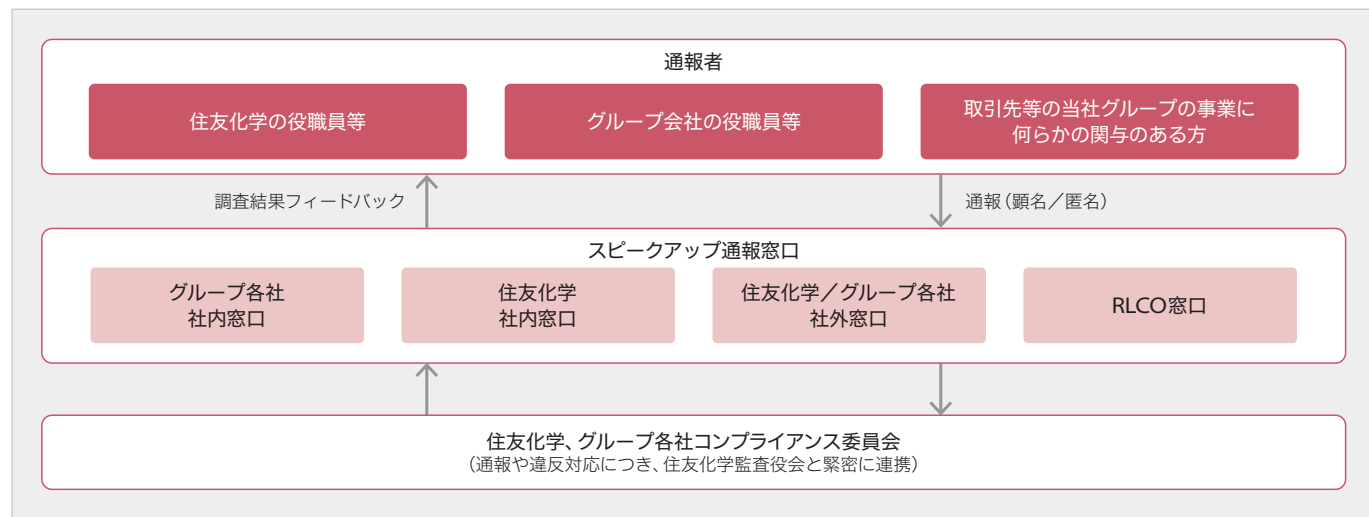 通報者
住友化学の役職員等
グループ会社の役職員等
取引先等の当社グループの事業に
何らかの関与のある方
調査結果フィードバック
通報（顕名／匿名）
スピークアップ通報窓口
グループ各社
社内窓口
住友化学
社内窓口
住友化学／グループ各社
社外窓口
RLCO窓口
住友化学、グループ各社コンプライアンス委員会
（通報や違反対応につき、住友化学監査役会と緊密に連携）